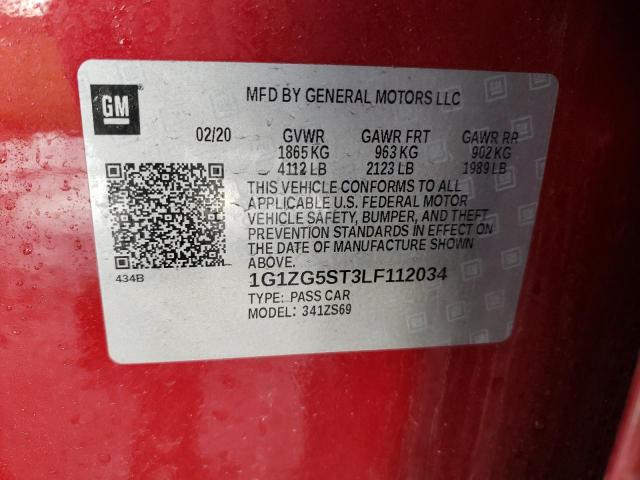 GM
MFD BY GENERAL MOTORS LLC
02/20 GVWR GAWR FRT GAWR RR
1865 KG 963 KG 902 KG
4112 LB 2123 LB 1989 LB
THIS VEHICLE CONFORMS TO ALL
APPLICABLE U.S. FEDERAL MOTOR
VEHICLE SAFETY, BUMPER, AND THEFT
PREVENTION STANDARDS IN EFFECT ON
THE DATE OF MANUFACTURE SHOWN
ABOVE.
434B
1G1ZG5ST3LF112034
TYPE: PASS CAR
MODEL: 341ZS69